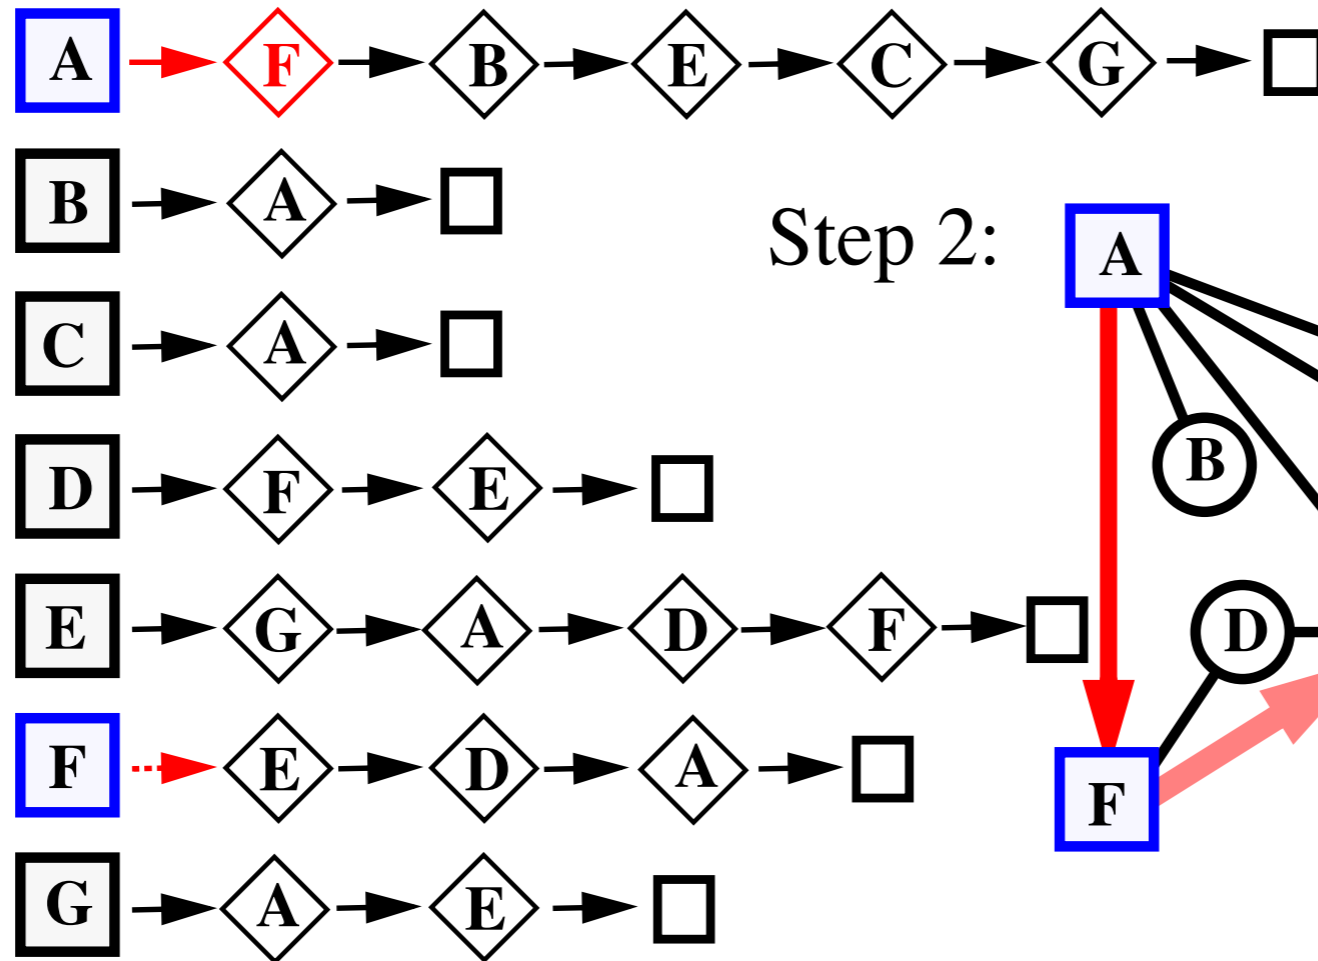 A F B E C G
B A
Step 2:
A
C A
B
D F E
E G A D F
D
F E D A
F
G A E